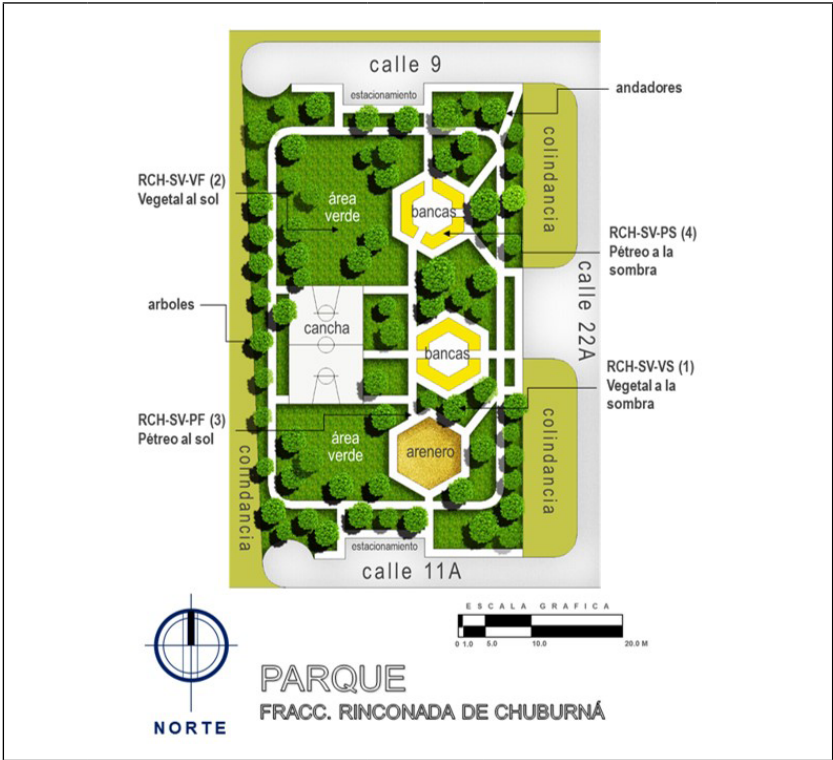 calle 9
estacionamiento
andadores
colindancia
RCH-SV-VF (2)
Vegetal al sol
área
verde
bancas
RCH-SV-PS (4)
Pétreo a la
sombra
arboles
cancha
calle 22A
bancas
RCH-SV-VS (1)
Vegetal a la
sombra
RCH-SV-PF (3)
Pétreo al sol
área
verde
arenero
colindancia
colindancia
estacionamiento
calle 11A
ESCALA GRAFICA
0 1.0 5.0 10.0 20.0 M
NORTE
PARQUE
FRACC. RINCONADA DE CHUBURNÁ